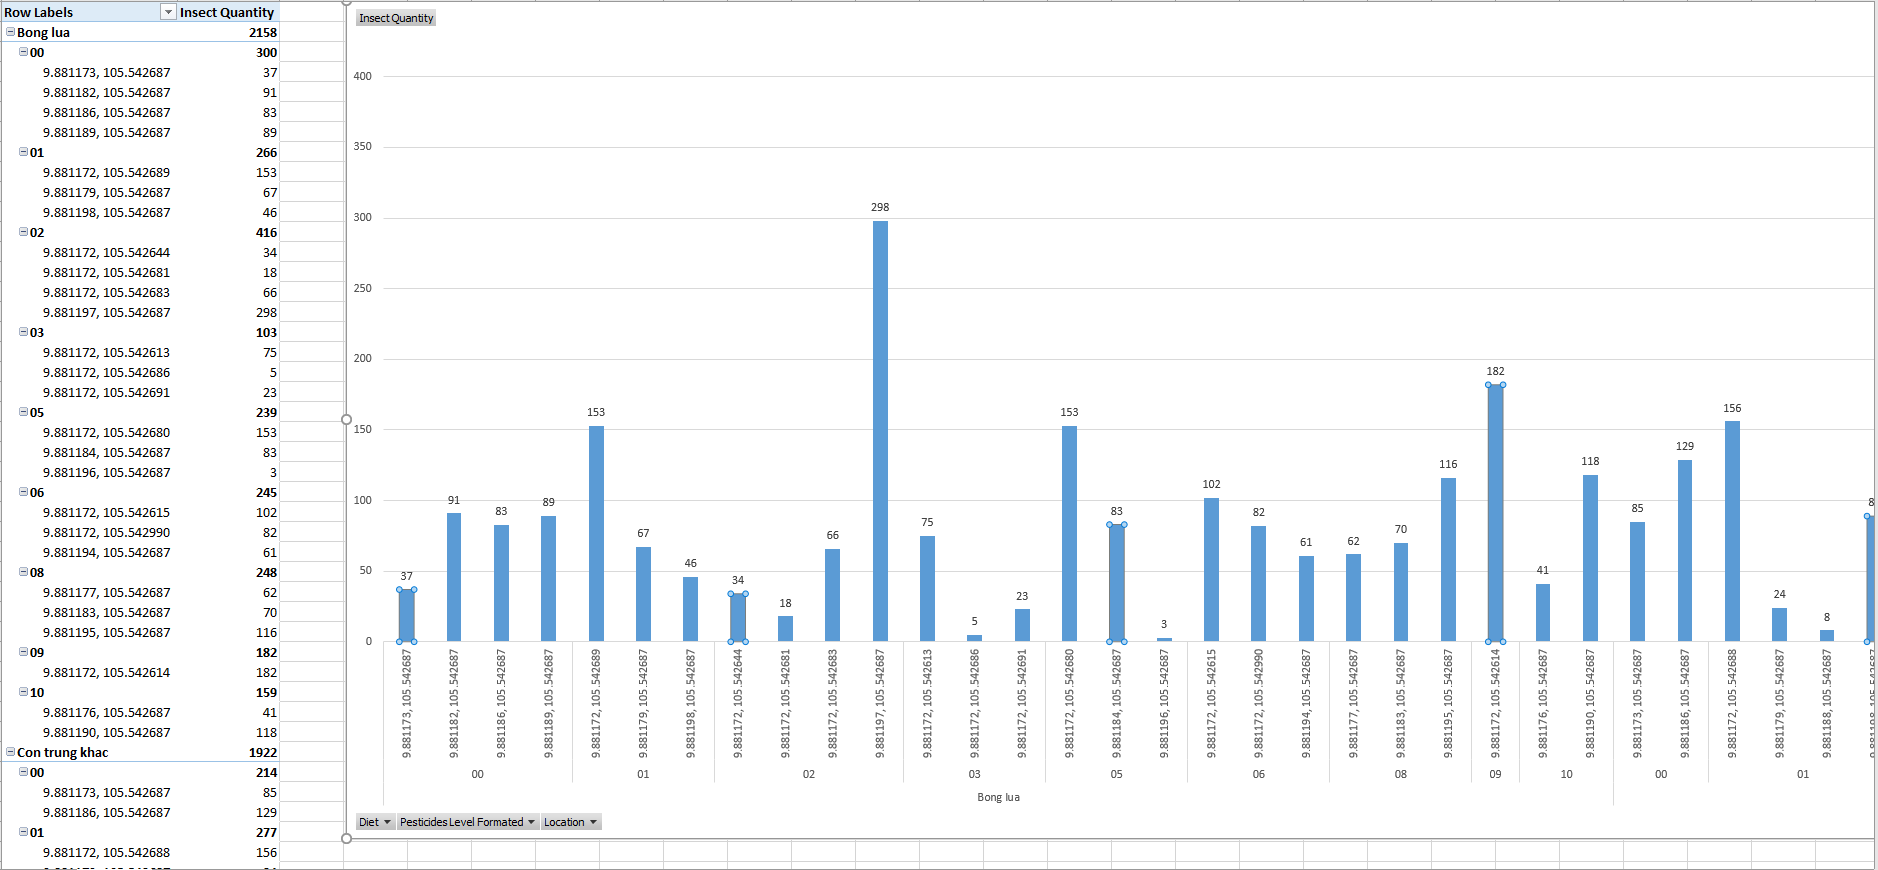 Row Labels Insect Quantity
Bong lua 2158
00 300
9.881173, 105.542687 37
9.881182, 105.542687 91
9.881186, 105.542687 83
9.881189, 105.542687 89
01 266
9.881172, 105.542689 153
9.881179, 105.542687 67
9.881198, 105.542687 46
02 416
9.881172, 105.542644 34
9.881172, 105.542681 18
9.881172, 105.542683 66
9.881197, 105.542687 298
03 103
9.881172, 105.542613 75
9.881172, 105.542686 5
9.881172, 105.542691 23
05 239
9.881172, 105.542680 153
9.881184, 105.542687 83
9.881196, 105.542687 3
06 245
9.881172, 105.542615 102
9.881172, 105.542990 82
9.881194, 105.542687 61
08 248
9.881177, 105.542687 62
9.881183, 105.542687 70
9.881195, 105.542687 116
09 182
9.881172, 105.542614 182
10 159
9.881176, 105.542687 41
9.881190, 105.542687 118
Con trung khac 1922
00 214
9.881173, 105.542687 85
9.881186, 105.542687 129
01 277
9.881172, 105.542688 156
Insect Quantity
400
350
300
250
200
150
100
50
0
37
91
83
89
153
67
46
34
18
66
298
75
5
23
153
83
3
102
82
61
62
70
116
182
41
118
85
129
156
24
8
8
9.881173, 105.542687
9.881182, 105.542687
9.881186, 105.542687
9.881189, 105.542687
9.881172, 105.542689
9.881179, 105.542687
9.881198, 105.542687
9.881172, 105.542644
9.881172, 105.542681
9.881172, 105.542683
9.881197, 105.542687
9.881172, 105.542613
9.881172, 105.542686
9.881172, 105.542691
9.881172, 105.542680
9.881184, 105.542687
9.881196, 105.542687
9.881172, 105.542615
9.881172, 105.542990
9.881194, 105.542687
9.881177, 105.542687
9.881183, 105.542687
9.881195, 105.542687
9.881172, 105.542614
9.881176, 105.542687
9.881190, 105.542687
9.881173, 105.542687
9.881186, 105.542687
9.881172, 105.542688
9.881179, 105.542687
9.881188, 105.542687
9.881198, 105.542687
00 01 02 03 05 06 08 09 10 00 01
Bong lua
Diet Pesticides Level Formated Location